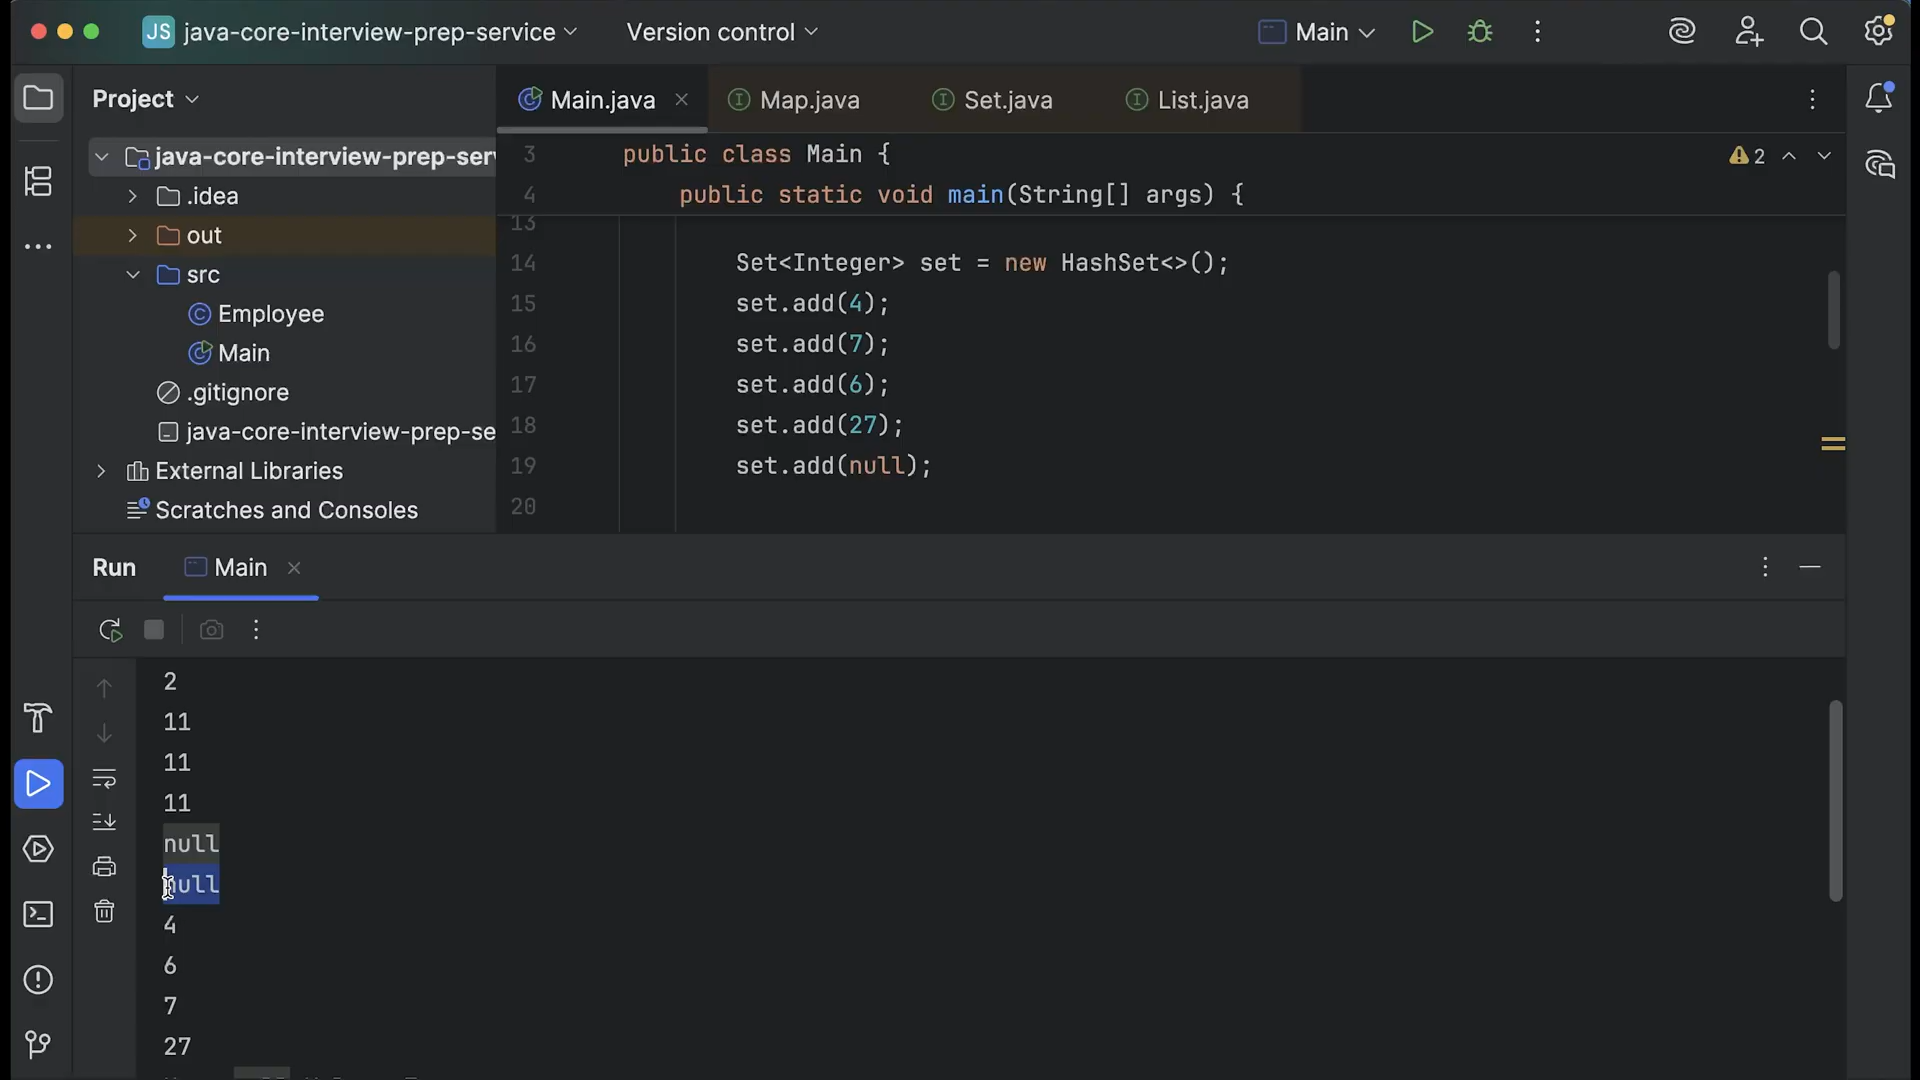 JS java-core-interview-prep-service Version control Main
Project
Main.java Map.java Set.java List.java
java-core-interview-prep-serv
.idea
out
src
Employee
Main
.gitignore
java-core-interview-prep-se
External Libraries
Scratches and Consoles
2
3 public class Main {
4 public static void main(String[] args) {
13
14 Set<Integer> set = new HashSet<>();
15 set.add(4);
16 set.add(7);
17 set.add(6);
18 set.add(27);
19 set.add(null);
20
Run Main
2
11
11
11
null
null
4
6
7
27